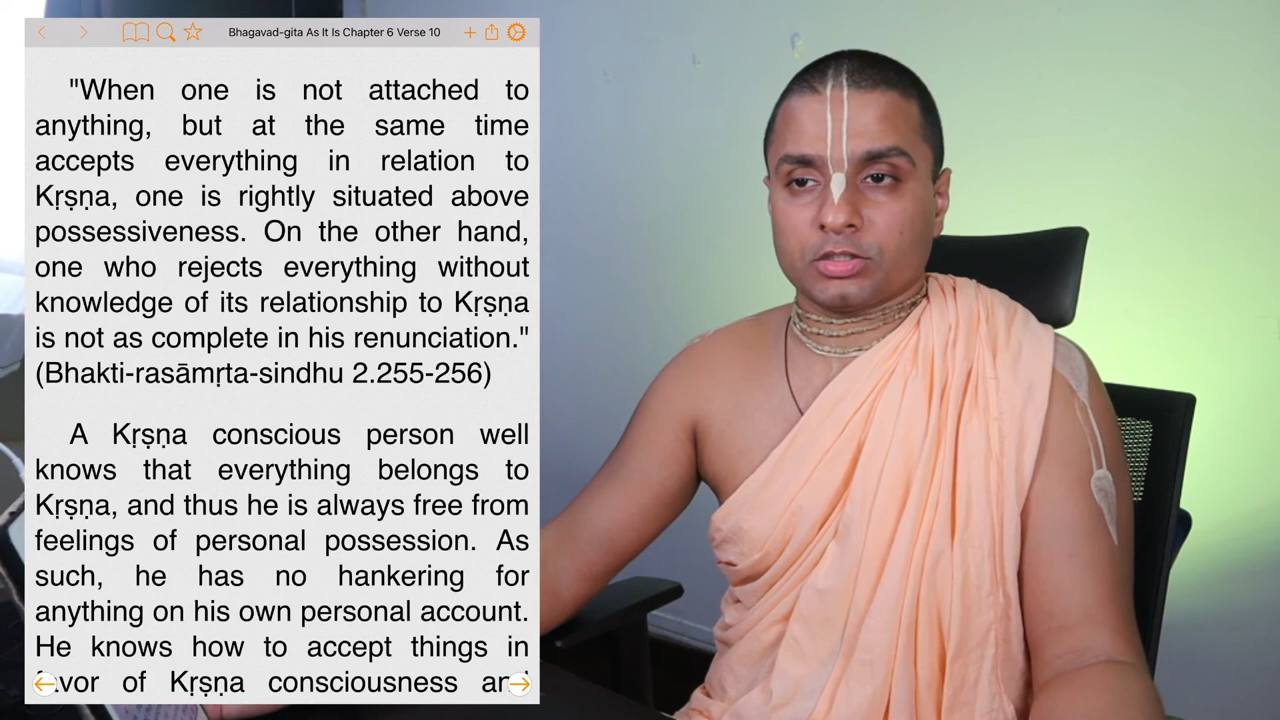 Bhagavad-gita As It Is Chapter 6 Verse 10
"When one is not attached to
anything, but at the same time
accepts everything in relation to
Kṛṣṇa, one is rightly situated above
possessiveness. On the other hand,
one who rejects everything without
knowledge of its relationship to Kṛṣṇa
is not as complete in his renunciation."
(Bhakti-rasāmṛta-sindhu 2.255-256)
A Kṛṣṇa conscious person well
knows that everything belongs to
Kṛṣṇa, and thus he is always free from
feelings of personal possession. As
such, he has no hankering for
anything on his own personal account.
He knows how to accept things in
favor of Kṛṣṇa consciousness and